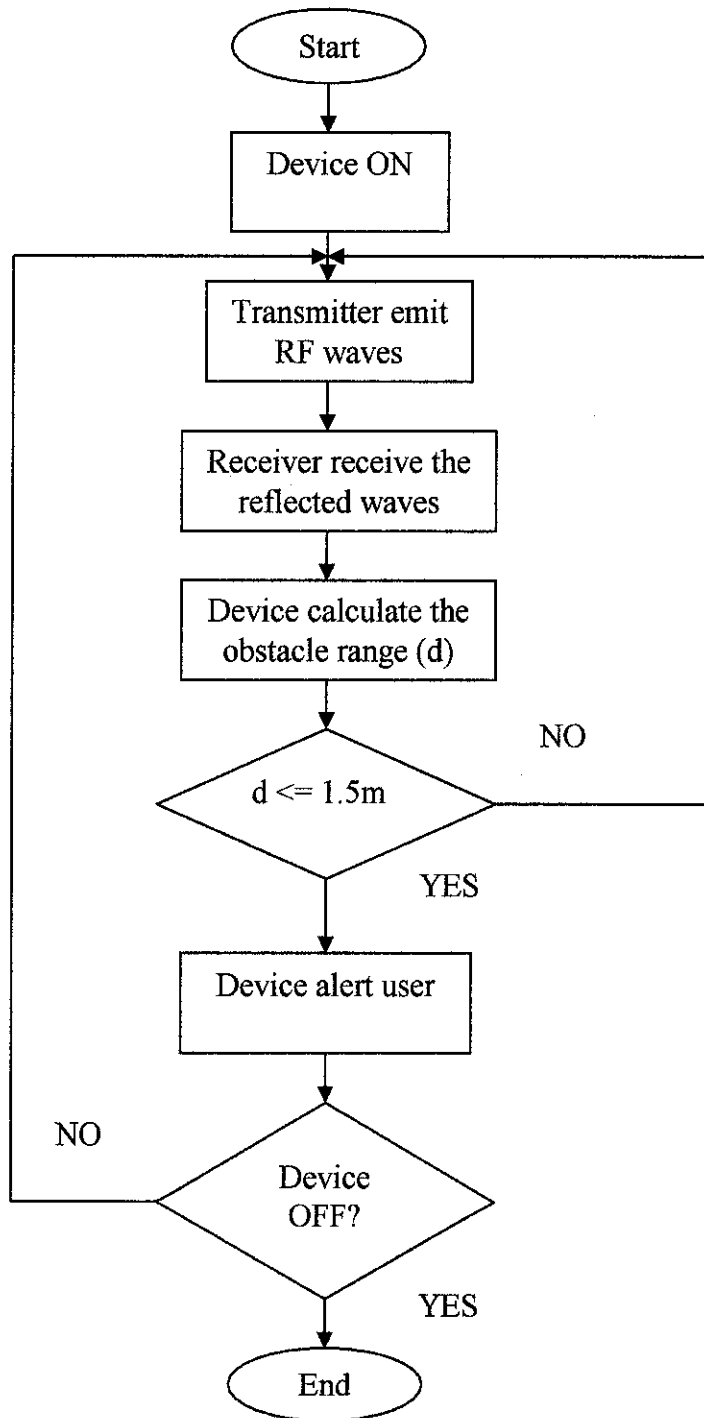 Start
Device ON
Transmitter emit
RF waves
Receiver receive the
reflected waves
Device calculate the
obstacle range (d)
NO
d <= 1.5m
YES
Device alert user
NO
Device
OFF?
YES
End